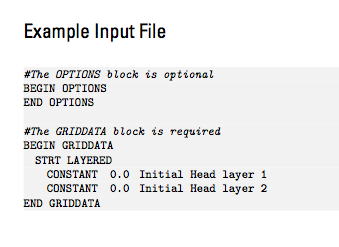 Example Input File
#The OPTIONS block is optional
BEGIN OPTIONS
END OPTIONS
#The GRIDDATA block is required
BEGIN GRIDDATA
STRT LAYERED
CONSTANT 0.0 Initial Head layer 1
CONSTANT 0.0 Initial Head layer 2
END GRIDDATA